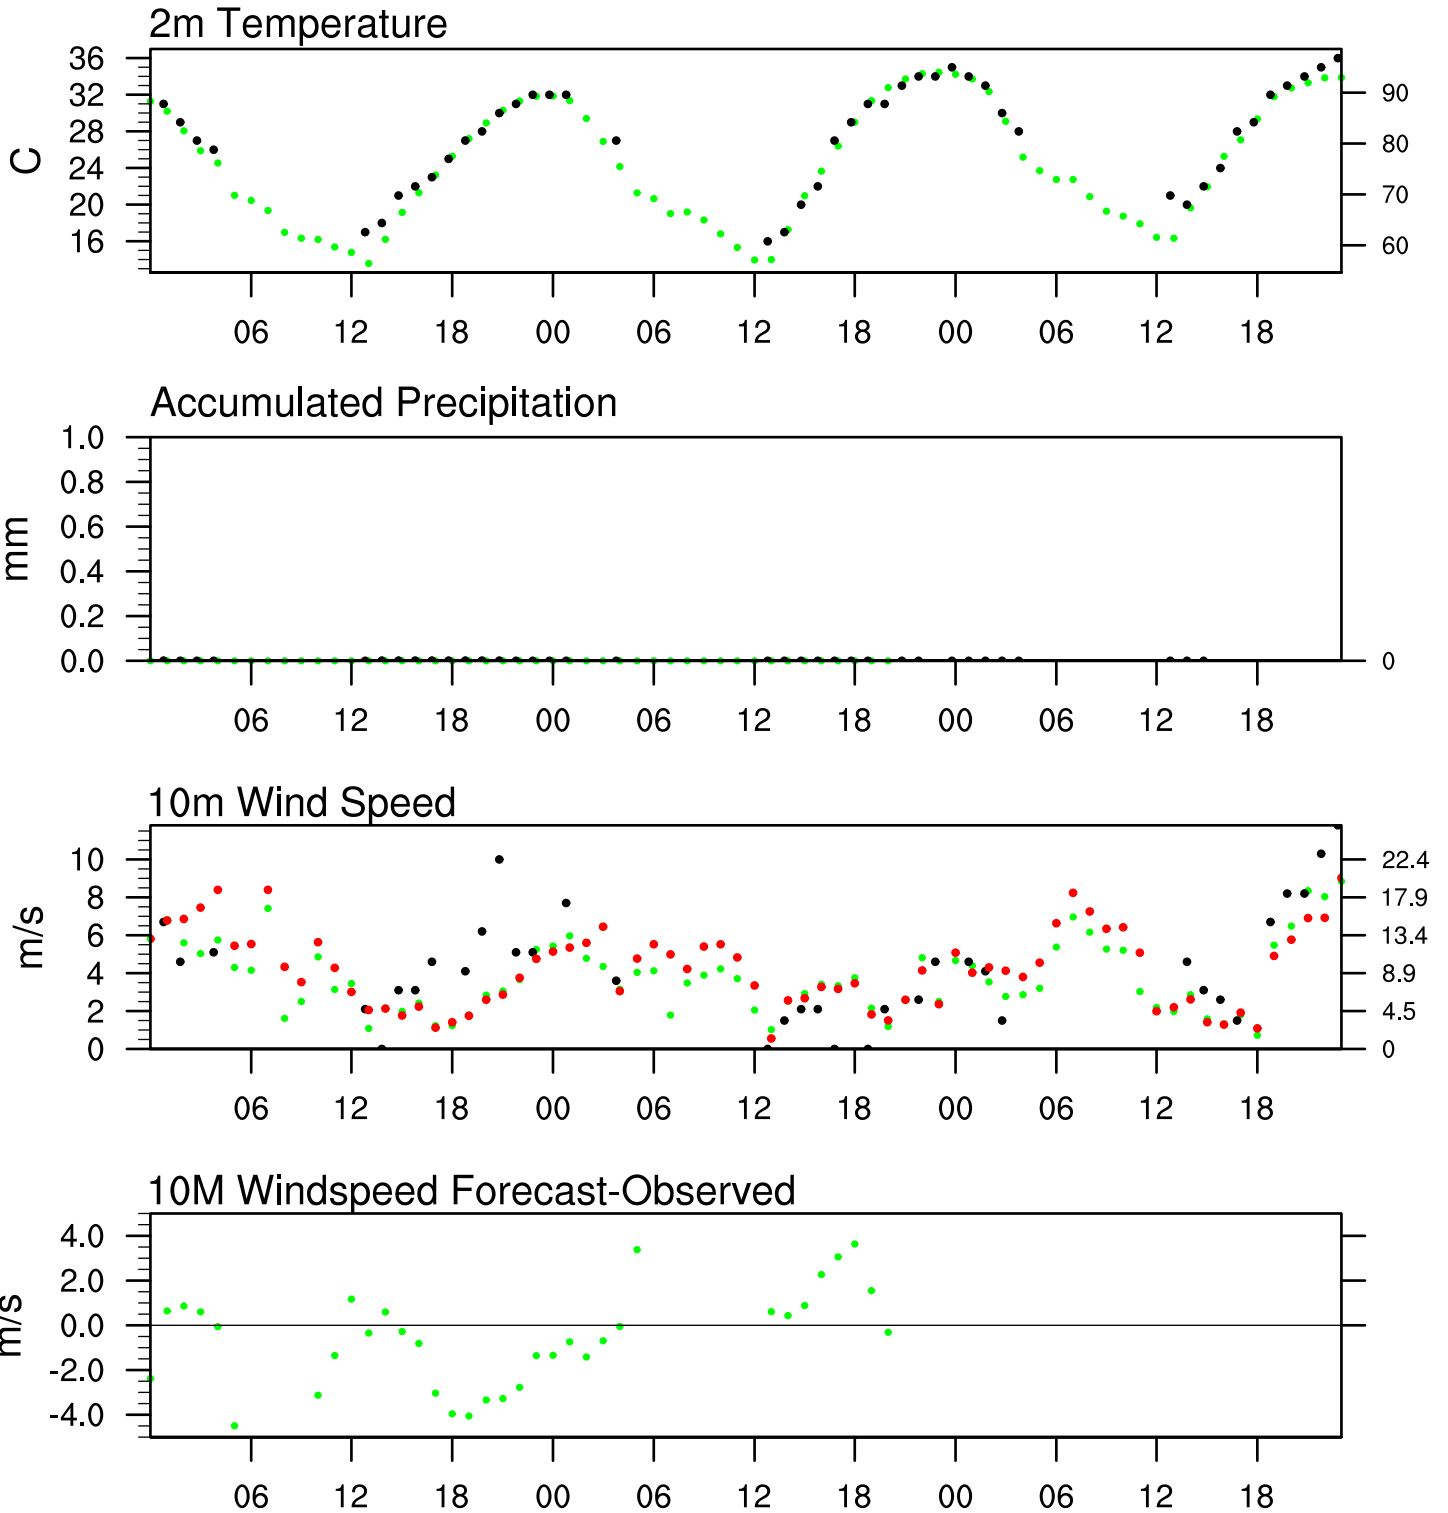 2m Temperature
36
32
28
24
20
16
C
90
80
70
60
06 12 18 00 06 12 18 00 06 12 18
Accumulated Precipitation
1.0
0.8
0.6
0.4
0.2
0.0
mm
0
06 12 18 00 06 12 18 00 06 12 18
10m Wind Speed
10
8
6
4
2
0
m/s
22.4
17.9
13.4
8.9
4.5
0
06 12 18 00 06 12 18 00 06 12 18
10M Windspeed Forecast-Observed
4.0
2.0
0.0
-2.0
-4.0
m/s
06 12 18 00 06 12 18 00 06 12 18